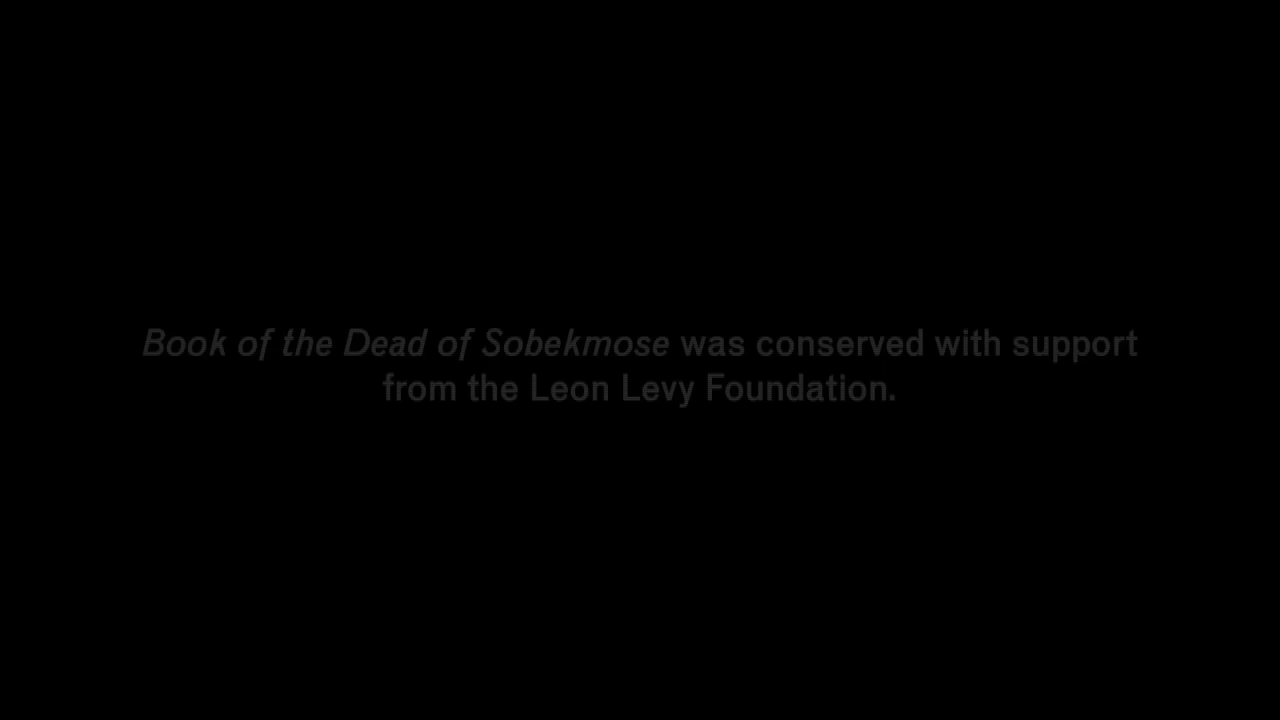 Book of the Dead of Sobekmose was conserved with support
from the Leon Levy Foundation.